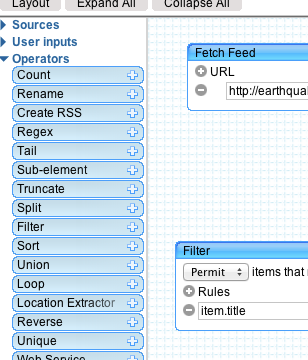 Layout Expand All Collapse All
Sources
User inputs
Operators
Count
Rename
Create RSS
Regex
Tail
Sub-element
Truncate
Split
Filter
Sort
Union
Loop
Location Extractor
Reverse
Unique
Web Service
Fetch Feed
URL
http://earthqua
Filter
Permit items that
Rules
item.title